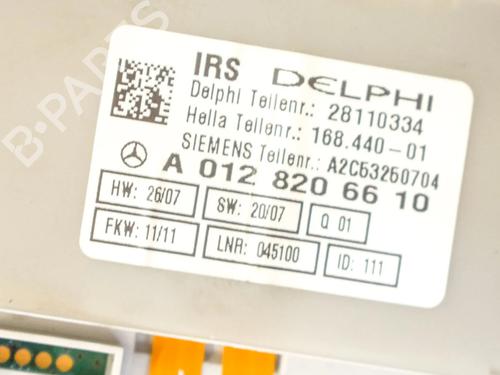 IRS DELPHI
Delphi Teilenr.: 28110334
Hella Teilenr.: 168.440-01
SIEMENS Teilenr.: A2C53250704
A 012 820 66 10
HW: 26/07 SW: 20/07 Q 01
FKW: 11/11 LNR: 045100 ID: 111
B-PARTS